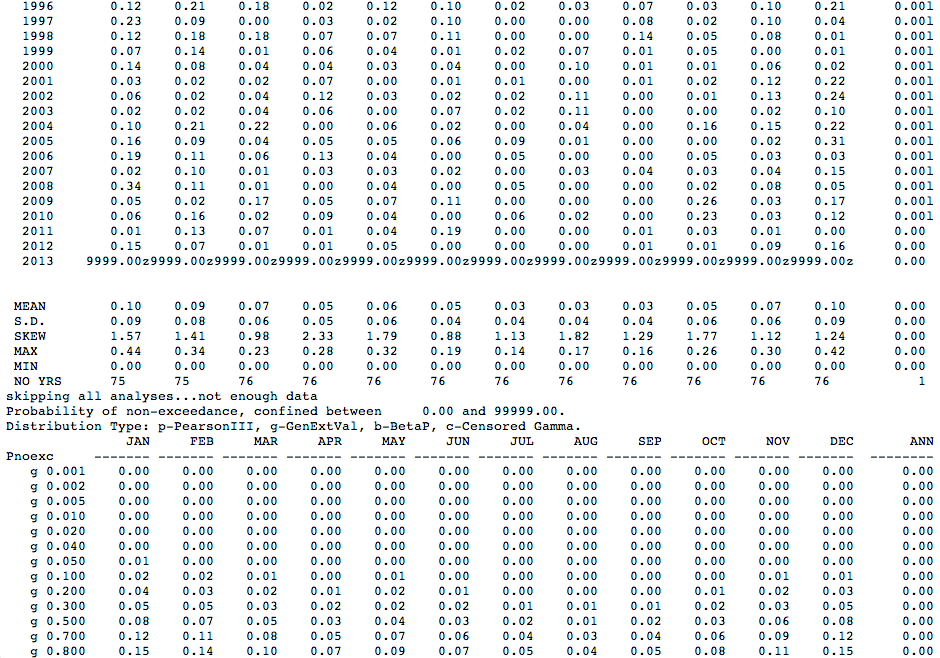 1996 0.12 0.21 0.18 0.02 0.12 0.10 0.02 0.03 0.07 0.03 0.10 0.21 0.001
1997 0.23 0.09 0.00 0.03 0.02 0.10 0.00 0.00 0.08 0.02 0.10 0.04 0.001
1998 0.12 0.18 0.18 0.07 0.07 0.11 0.00 0.00 0.14 0.05 0.08 0.01 0.001
1999 0.07 0.14 0.01 0.06 0.04 0.01 0.02 0.07 0.01 0.05 0.00 0.01 0.001
2000 0.14 0.08 0.04 0.04 0.03 0.04 0.00 0.10 0.01 0.01 0.06 0.02 0.001
2001 0.03 0.02 0.02 0.07 0.00 0.01 0.01 0.00 0.01 0.02 0.12 0.22 0.001
2002 0.06 0.02 0.04 0.12 0.03 0.02 0.02 0.11 0.00 0.01 0.13 0.24 0.001
2003 0.02 0.02 0.04 0.06 0.00 0.07 0.02 0.11 0.00 0.00 0.02 0.10 0.001
2004 0.10 0.21 0.22 0.00 0.06 0.02 0.00 0.04 0.00 0.16 0.15 0.22 0.001
2005 0.16 0.09 0.04 0.05 0.05 0.06 0.09 0.01 0.00 0.00 0.02 0.31 0.001
2006 0.19 0.11 0.06 0.13 0.04 0.00 0.05 0.00 0.00 0.05 0.03 0.03 0.001
2007 0.02 0.10 0.01 0.03 0.03 0.02 0.00 0.03 0.04 0.03 0.04 0.15 0.001
2008 0.34 0.11 0.01 0.00 0.04 0.00 0.05 0.00 0.00 0.02 0.08 0.05 0.001
2009 0.05 0.02 0.17 0.05 0.07 0.11 0.00 0.00 0.00 0.26 0.03 0.17 0.001
2010 0.06 0.16 0.02 0.09 0.04 0.00 0.06 0.02 0.00 0.23 0.03 0.12 0.001
2011 0.01 0.13 0.07 0.01 0.04 0.19 0.00 0.00 0.01 0.03 0.01 0.00 0.00
2012 0.15 0.07 0.01 0.01 0.05 0.00 0.00 0.00 0.01 0.01 0.09 0.16 0.00
2013 9999.00z9999.00z9999.00z9999.00z9999.00z9999.00z9999.00z9999.00z9999.00z9999.00z9999.00z9999.00z 0.00
MEAN 0.10 0.09 0.07 0.05 0.06 0.05 0.03 0.03 0.03 0.05 0.07 0.10 0.00
S.D. 0.09 0.08 0.06 0.05 0.06 0.04 0.04 0.04 0.04 0.06 0.06 0.09 0.00
SKEW 1.57 1.41 0.98 2.33 1.79 0.88 1.13 1.82 1.29 1.77 1.12 1.24 0.00
MAX 0.44 0.34 0.23 0.28 0.32 0.19 0.14 0.17 0.16 0.26 0.30 0.42 0.00
MIN 0.00 0.00 0.00 0.00 0.00 0.00 0.00 0.00 0.00 0.00 0.00 0.00 0.00
NO YRS 75 75 76 76 76 76 76 76 76 76 76 76 1
skipping all analyses...not enough data
Probability of non-exceedance, confined between 0.00 and 99999.00.
Distribution Type: p-PearsonIII, g-GenExtVal, b-BetaP, c-Censored Gamma.
JAN FEB MAR APR MAY JUN JUL AUG SEP OCT NOV DEC ANN
Pnoexc -------- -------- -------- -------- -------- -------- -------- -------- -------- -------- -------- -------- ---------
g 0.001 0.00 0.00 0.00 0.00 0.00 0.00 0.00 0.00 0.00 0.00 0.00 0.00 0.00
g 0.002 0.00 0.00 0.00 0.00 0.00 0.00 0.00 0.00 0.00 0.00 0.00 0.00 0.00
g 0.005 0.00 0.00 0.00 0.00 0.00 0.00 0.00 0.00 0.00 0.00 0.00 0.00 0.00
g 0.010 0.00 0.00 0.00 0.00 0.00 0.00 0.00 0.00 0.00 0.00 0.00 0.00 0.00
g 0.020 0.00 0.00 0.00 0.00 0.00 0.00 0.00 0.00 0.00 0.00 0.00 0.00 0.00
g 0.040 0.00 0.00 0.00 0.00 0.00 0.00 0.00 0.00 0.00 0.00 0.00 0.00 0.00
g 0.050 0.01 0.00 0.00 0.00 0.00 0.00 0.00 0.00 0.00 0.00 0.00 0.00 0.00
g 0.100 0.02 0.02 0.01 0.00 0.01 0.00 0.00 0.00 0.00 0.00 0.01 0.01 0.00
g 0.200 0.04 0.03 0.02 0.01 0.02 0.01 0.00 0.00 0.00 0.01 0.02 0.03 0.00
g 0.300 0.05 0.05 0.03 0.02 0.02 0.02 0.01 0.01 0.01 0.02 0.03 0.05 0.00
g 0.500 0.08 0.07 0.05 0.03 0.04 0.03 0.02 0.01 0.02 0.03 0.06 0.08 0.00
g 0.700 0.12 0.11 0.08 0.05 0.07 0.06 0.04 0.03 0.04 0.06 0.09 0.12 0.00
g 0.800 0.15 0.14 0.10 0.07 0.09 0.07 0.05 0.04 0.05 0.08 0.11 0.15 0.00